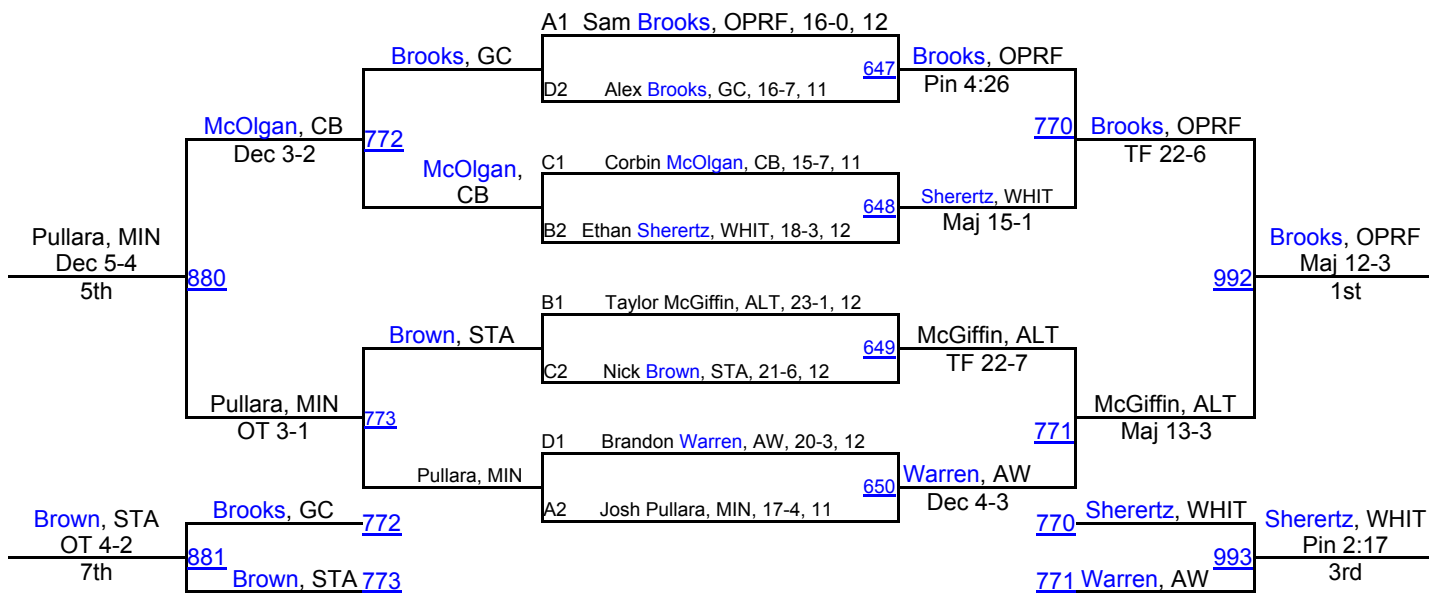 A1 Sam Brooks, OPRF, 16-0, 12
Brooks, GC
647
Brooks, OPRF
Pin 4:26
D2 Alex Brooks, GC, 16-7, 11
McOlgan, CB
Dec 3-2
772
770
Brooks, OPRF
TF 22-6
McOlgan,
CB
C1 Corbin McOlgan, CB, 15-7, 11
648
Sherertz, WHIT
Maj 15-1
B2 Ethan Sherertz, WHIT, 18-3, 12
Pullara, MIN
Dec 5-4
5th
880
992
Brooks, OPRF
Maj 12-3
1st
B1 Taylor McGiffin, ALT, 23-1, 12
Brown, STA
649
McGiffin, ALT
TF 22-7
C2 Nick Brown, STA, 21-6, 12
Pullara, MIN
OT 3-1
773
771
McGiffin, ALT
Maj 13-3
D1 Brandon Warren, AW, 20-3, 12
Pullara, MIN
650
Warren, AW
Dec 4-3
A2 Josh Pullara, MIN, 17-4, 11
Brown, STA
OT 4-2
7th
881
Brooks, GC
772
Brown, STA 773
770
Sherertz, WHIT
993
771 Warren, AW
Sherertz, WHIT
Pin 2:17
3rd